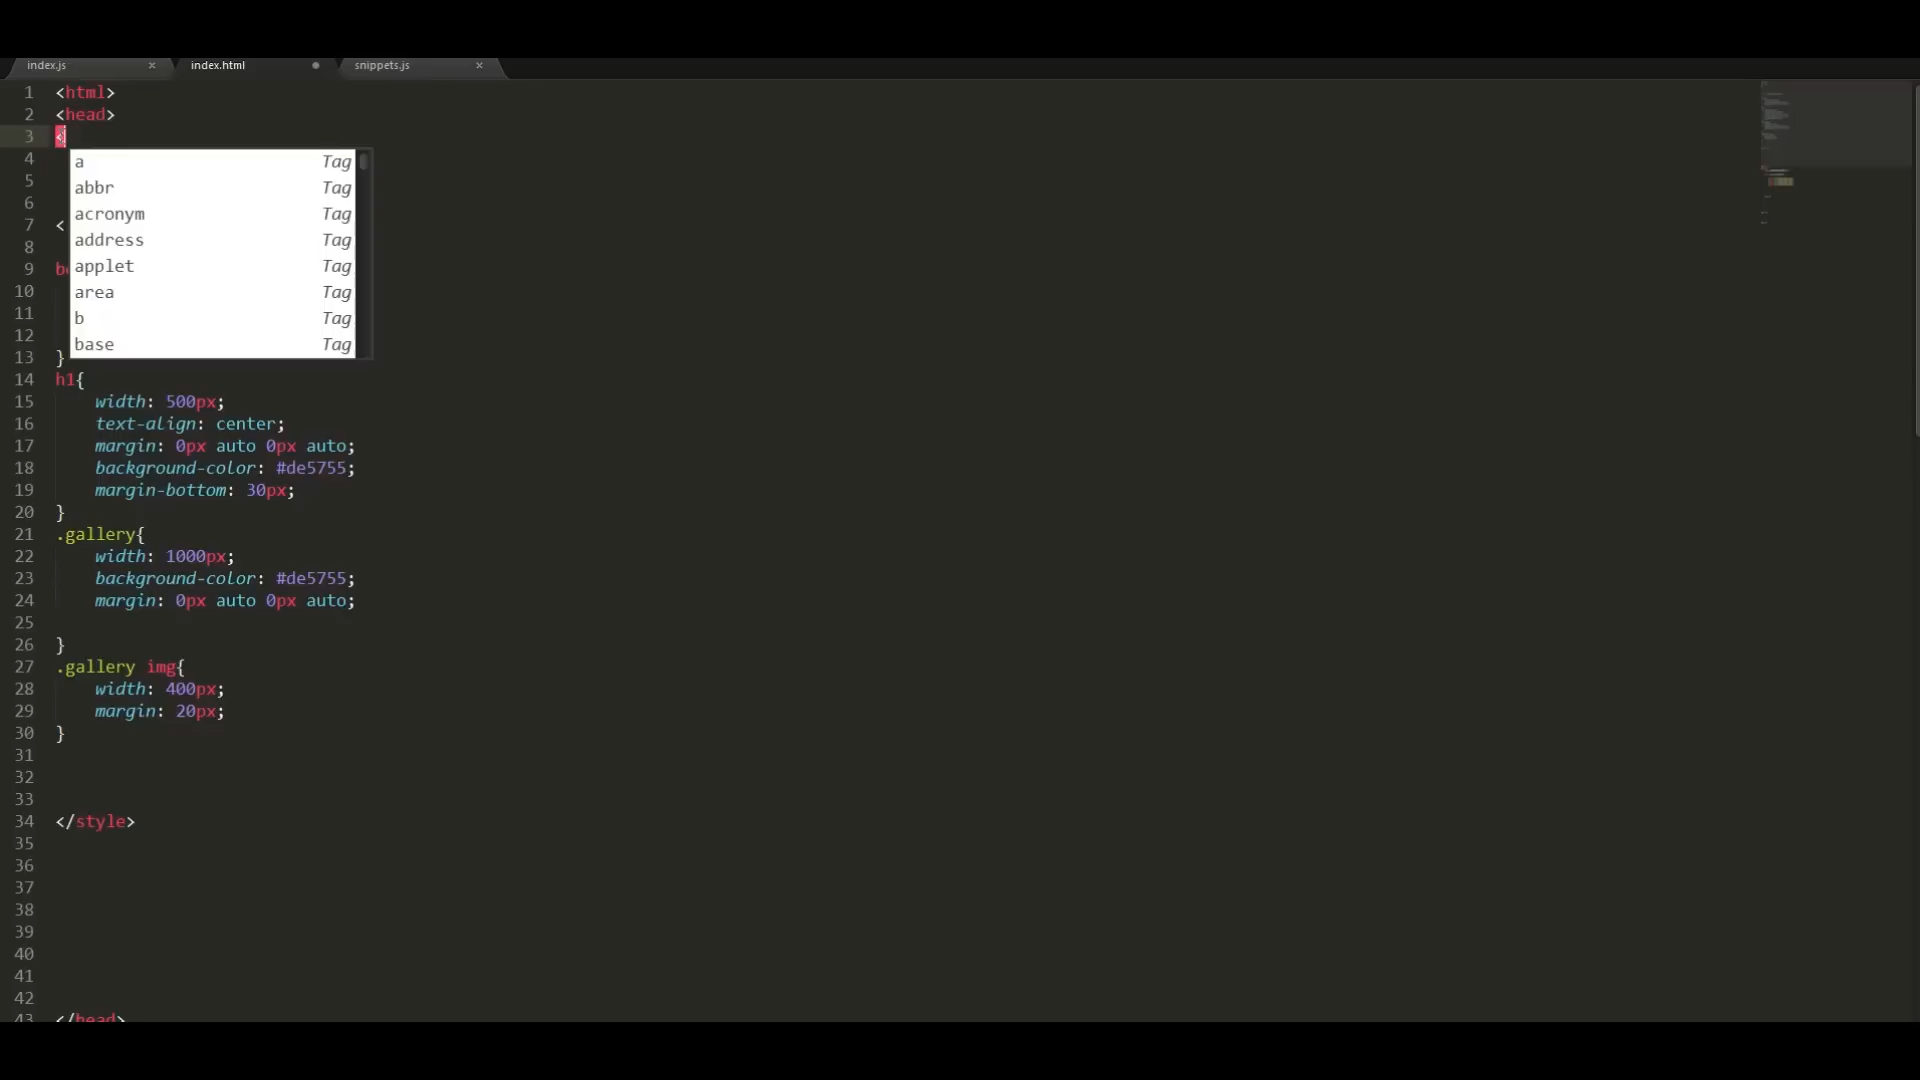 index.js × index.html snippets.js ×
1 <html>
2 <head>
3 <
4
5
6
7 <
8
9
10
11
12
13 }
a Tag
abbr Tag
acronym Tag
address Tag
applet Tag
area Tag
b Tag
base Tag
14 h1{
15 width: 500px;
16 text-align: center;
17 margin: 0px auto 0px auto;
18 background-color: #de5755;
19 margin-bottom: 30px;
20 }
21 .gallery{
22 width: 1000px;
23 background-color: #de5755;
24 margin: 0px auto 0px auto;
25
26 }
27 .gallery img{
28 width: 400px;
29 margin: 20px;
30 }
31
32
33
34 </style>
35
36
37
38
39
40
41
42
43 </head>